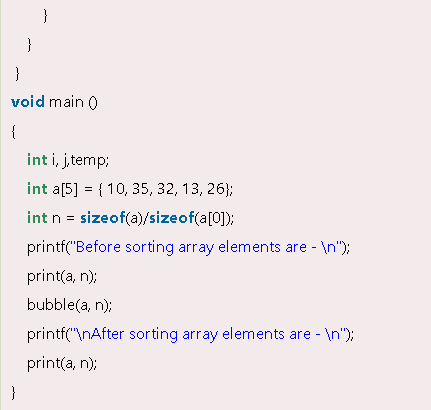 }
}
}
void main ()
{
int i, j,temp;
int a[5] = { 10, 35, 32, 13, 26};
int n = sizeof(a)/sizeof(a[0]);
printf("Before sorting array elements are - \n");
print(a, n);
bubble(a, n);
printf("\nAfter sorting array elements are - \n");
print(a, n);
}